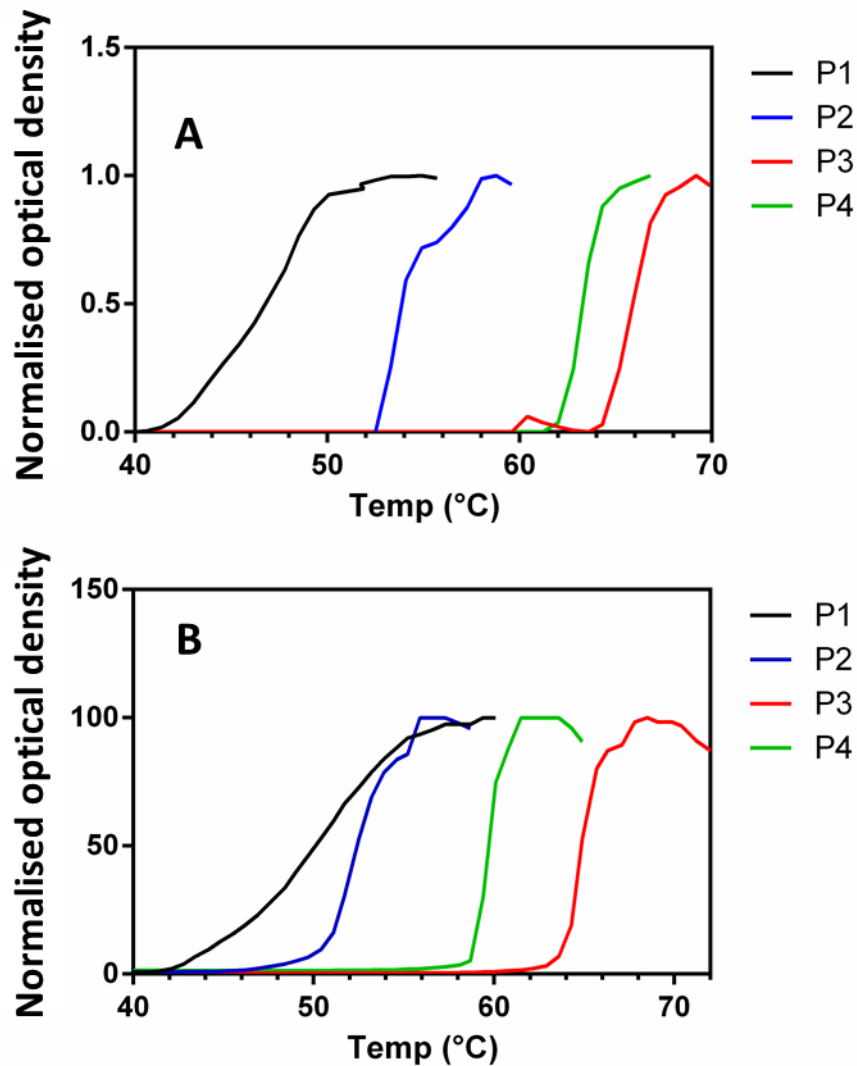 Normalised optical density
1.5
1.0
0.5
0.0
A
40
50
60
70
Temp (°C)
P1
P2
P3
P4
Normalised optical density
150
100
50
0
B
40
50
60
70
Temp (°C)
P1
P2
P3
P4